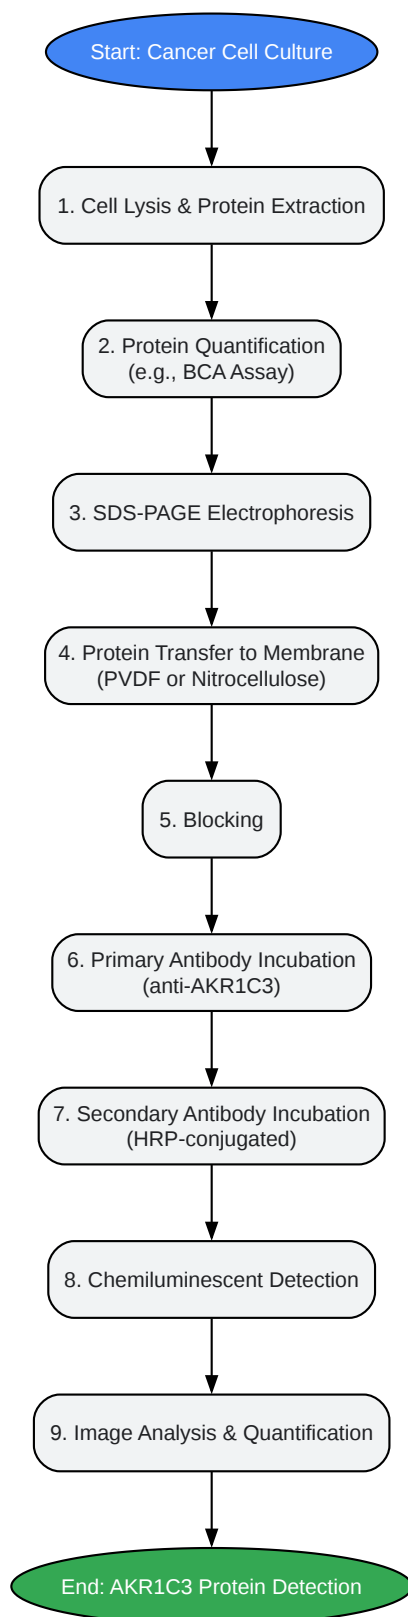 Start: Cancer Cell Culture
1. Cell Lysis & Protein Extraction
2. Protein Quantification
(e.g., BCA Assay)
3. SDS-PAGE Electrophoresis
4. Protein Transfer to Membrane
(PVDF or Nitrocellulose)
5. Blocking
6. Primary Antibody Incubation
(anti-AKR1C3)
7. Secondary Antibody Incubation
(HRP-conjugated)
8. Chemiluminescent Detection
9. Image Analysis & Quantification
End: AKR1C3 Protein Detection